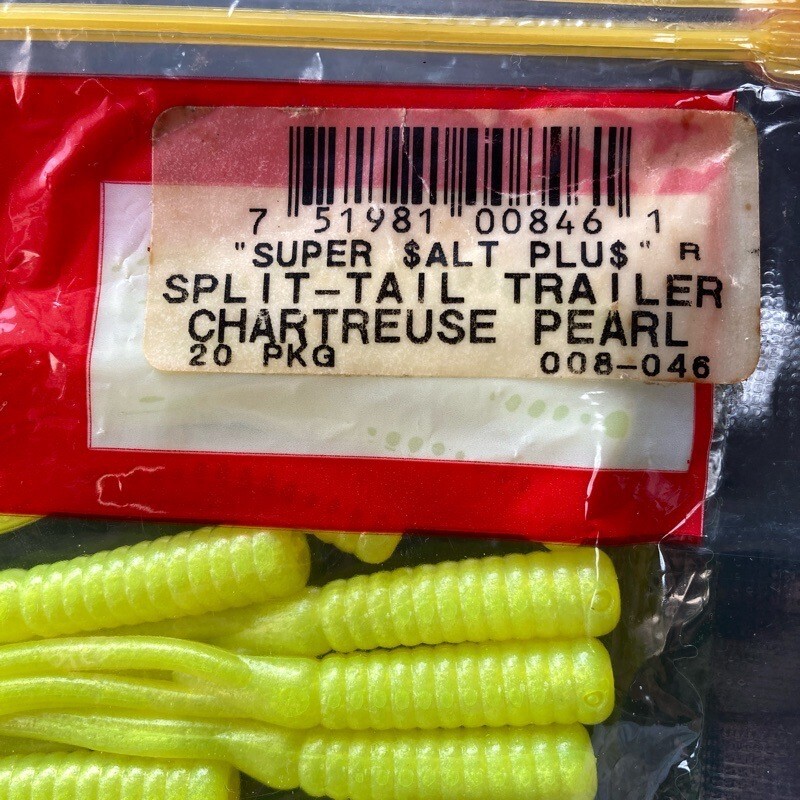 7 51981 00846 1
"SUPER $ALT PLU$" R
SPLIT-TAIL TRAILER
CHARTREUSE PEARL
20 PKG 008-046